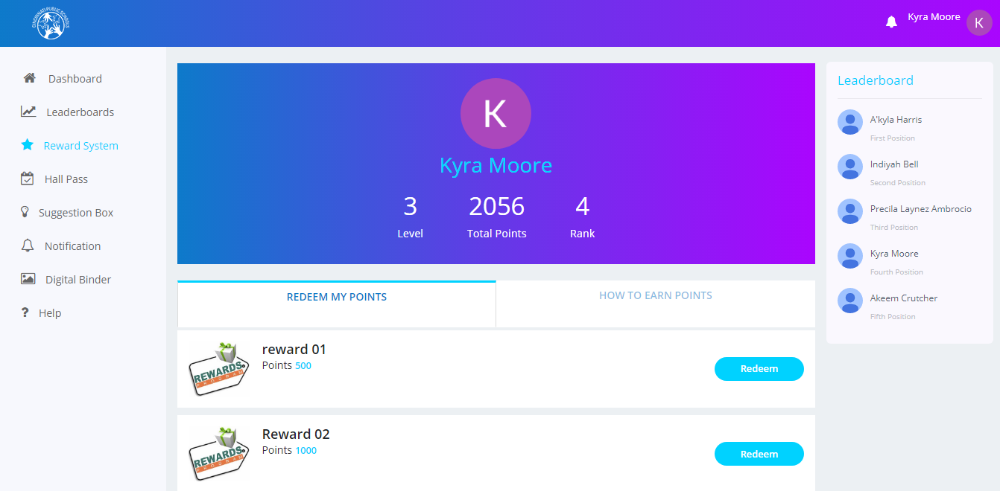 CINCINNATI PUBLIC SCHOOLS
Kyra Moore
K
Dashboard
Leaderboards
Reward System
Hall Pass
Suggestion Box
Notification
Digital Binder
? Help
K
Kyra Moore
3 2056 4
Level Total Points Rank
REDEEM MY POINTS HOW TO EARN POINTS
REWARDS
PROGRAM
reward 01
Points 500
Redeem
REWARDS
PROGRAM
Reward 02
Points 1000
Redeem
Leaderboard
A'kyla Harris
First Position
Indiyah Bell
Second Position
Precila Laynez Ambrocio
Third Position
Kyra Moore
Fourth Position
Akeem Crutcher
Fifth Position